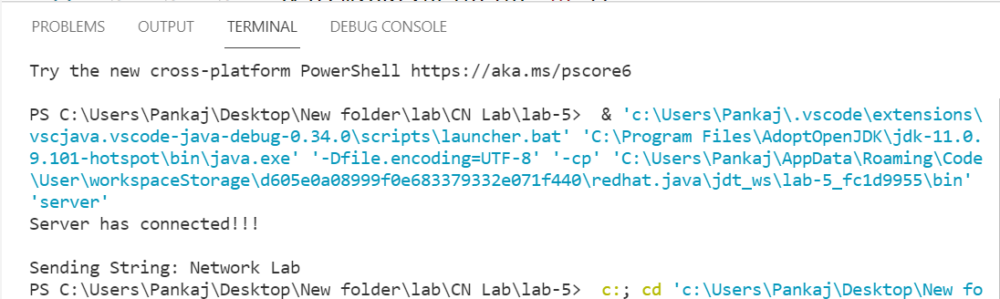 PROBLEMS OUTPUT TERMINAL DEBUG CONSOLE
Try the new cross-platform PowerShell https://aka.ms/pscore6
PS C:\Users\Pankaj\Desktop\New folder\lab\CN Lab\lab-5>  & 'c:\Users\Pankaj\.vscode\extensions\
vscjava.vscode-java-debug-0.34.0\scripts\launcher.bat' 'C:\Program Files\AdoptOpenJDK\jdk-11.0.
9.101-hotspot\bin\java.exe' '-Dfile.encoding=UTF-8' '-cp' 'C:\Users\Pankaj\AppData\Roaming\Code
\User\workspaceStorage\d605e0a08999f0e683379332e071f440\redhat.java\jdt_ws\lab-5_fc1d9955\bin'
'server'
Server has connected!!!
Sending String: Network Lab
PS C:\Users\Pankaj\Desktop\New folder\lab\CN Lab\lab-5>  c:; cd 'c:\Users\Pankaj\Desktop\New fo